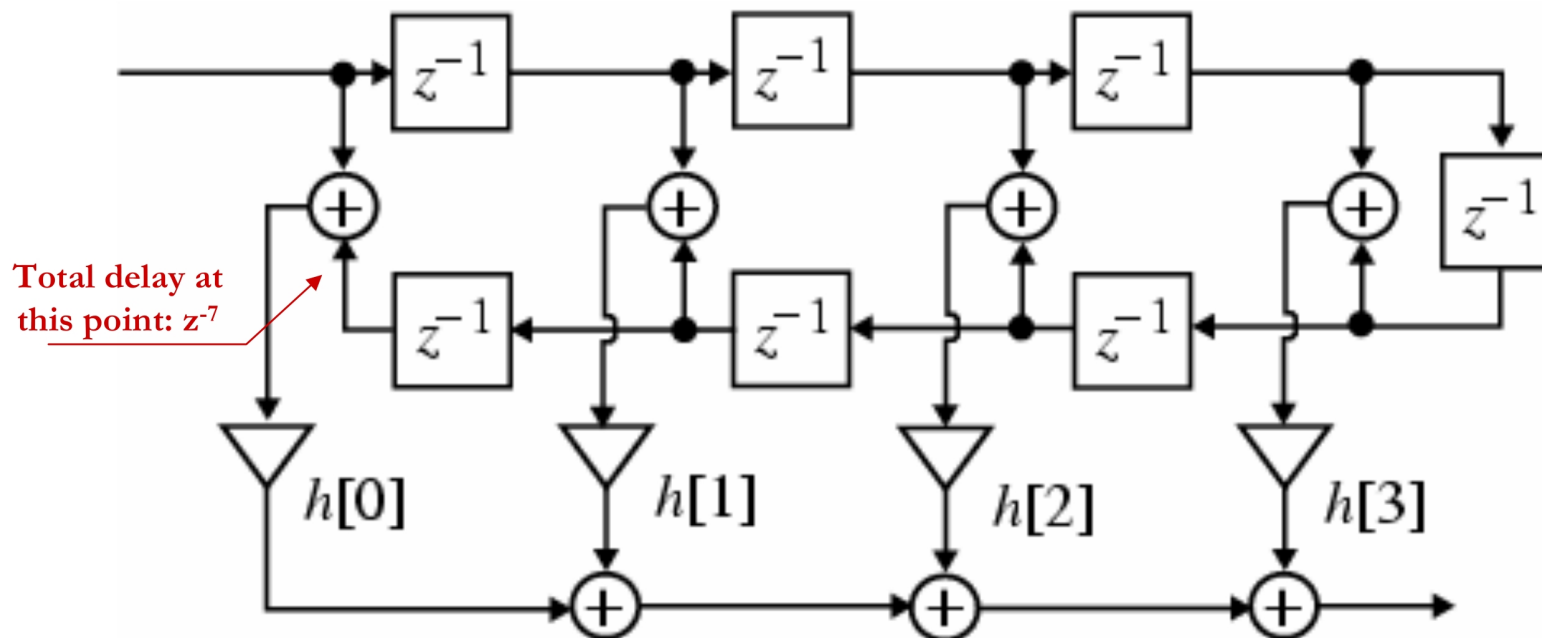 z⁻¹
z⁻¹
z⁻¹
+
+
+
+
z⁻¹
Total delay at
this point: z⁻⁷
z⁻¹
z⁻¹
z⁻¹
h[0]
h[1]
h[2]
h[3]
+
+
+